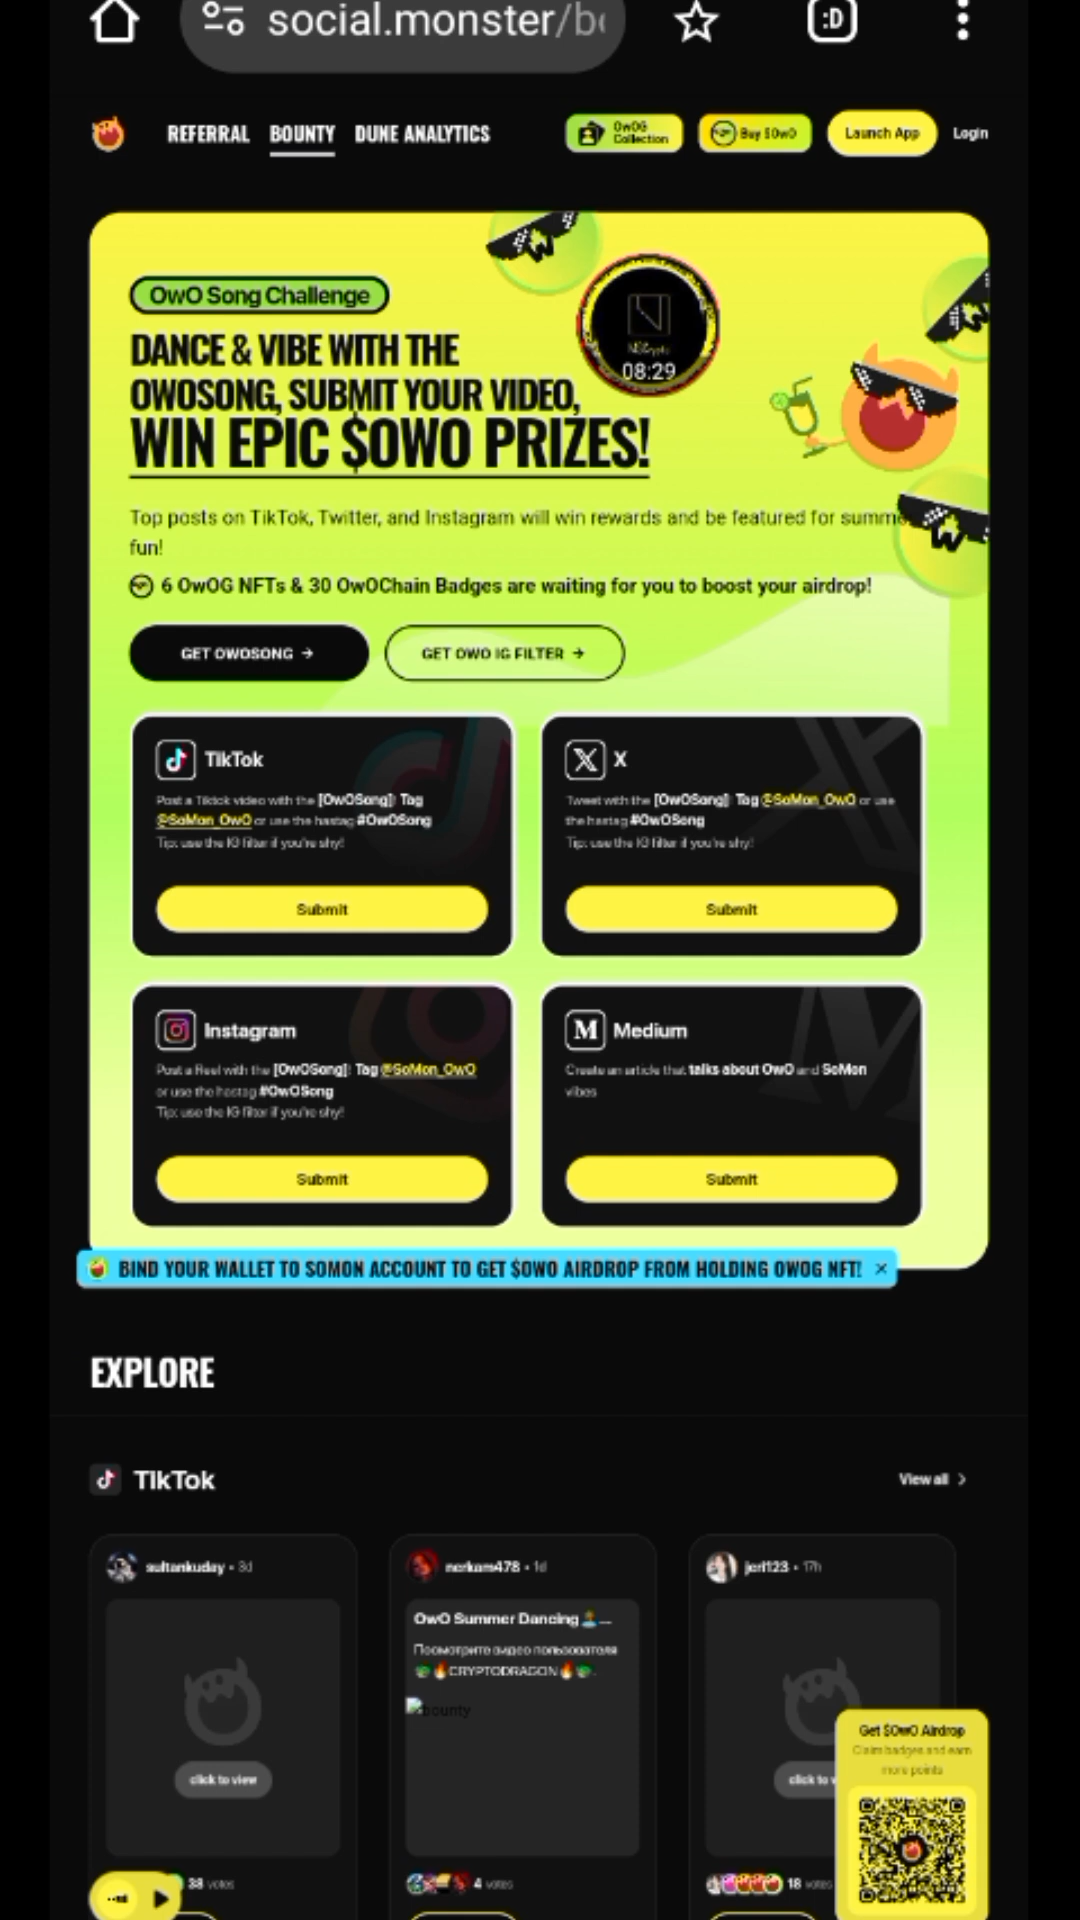 social.monster/b
:D
REFERRAL BOUNTY DUNE ANALYTICS
OwOG
Collection
Buy $OwO
Launch App
Login
OwO Song Challenge
DANCE & VIBE WITH THE
OWOSONG, SUBMIT YOUR VIDEO,
WIN EPIC $OWO PRIZES!
08:29
Top posts on TikTok, Twitter, and Instagram will win rewards and be featured for summe
fun!
6 OwOG NFTs & 30 OwOChain Badges are waiting for you to boost your airdrop!
GET OWOSONG →
GET OWO IG FILTER →
TikTok
Post a Tiktok video with the [OwOSong]! Tag
@SoMon_OwO or use the hastag #OwOSong
Tip: use the IG filter if you're shy!
Submit
X
Tweet with the [OwOSong]! Tag @SoMon_OwO or use
the hastag #OwOSong
Tip: use the IG filter if you're shy!
Submit
Instagram
Post a Reel with the [OwOSong]! Tag @SoMon_OwO
or use the hastag #OwOSong
Tip: use the IG filter if you're shy!
Submit
Medium
Create an article that talks about OwO and SoMon
vibes
Submit
BIND YOUR WALLET TO SOMON ACCOUNT TO GET $OWO AIRDROP FROM HOLDING OWOG NFT! ×
EXPLORE
TikTok
View all >
sultankuday • 3d
click to view
38 votes
nerkam478 • 1d
OwO Summer Dancing ...
Посмотрите видео пользователя
CRYPTODRAGON
bounty
4 votes
jeri123 • 17h
click to v
18 votes
Get $OwO Airdrop
Claim badges and earn
more points